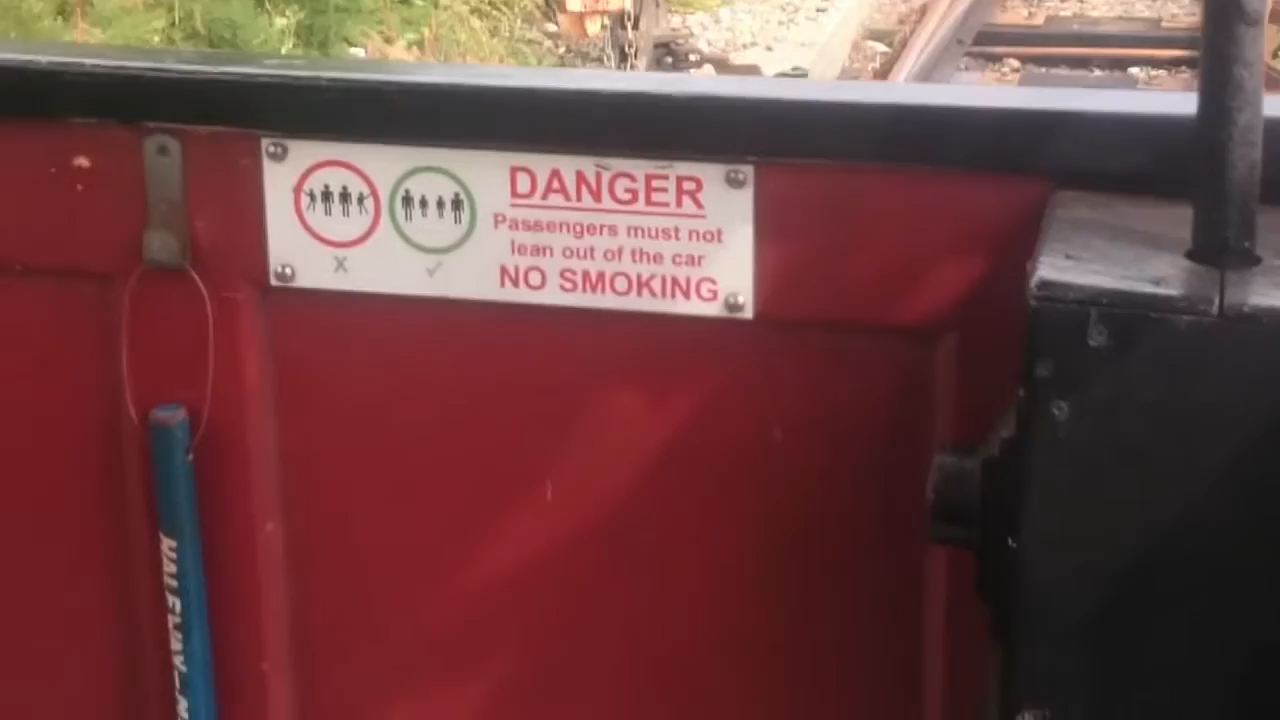 DANGER
Passengers must not
lean out of the car
NO SMOKING